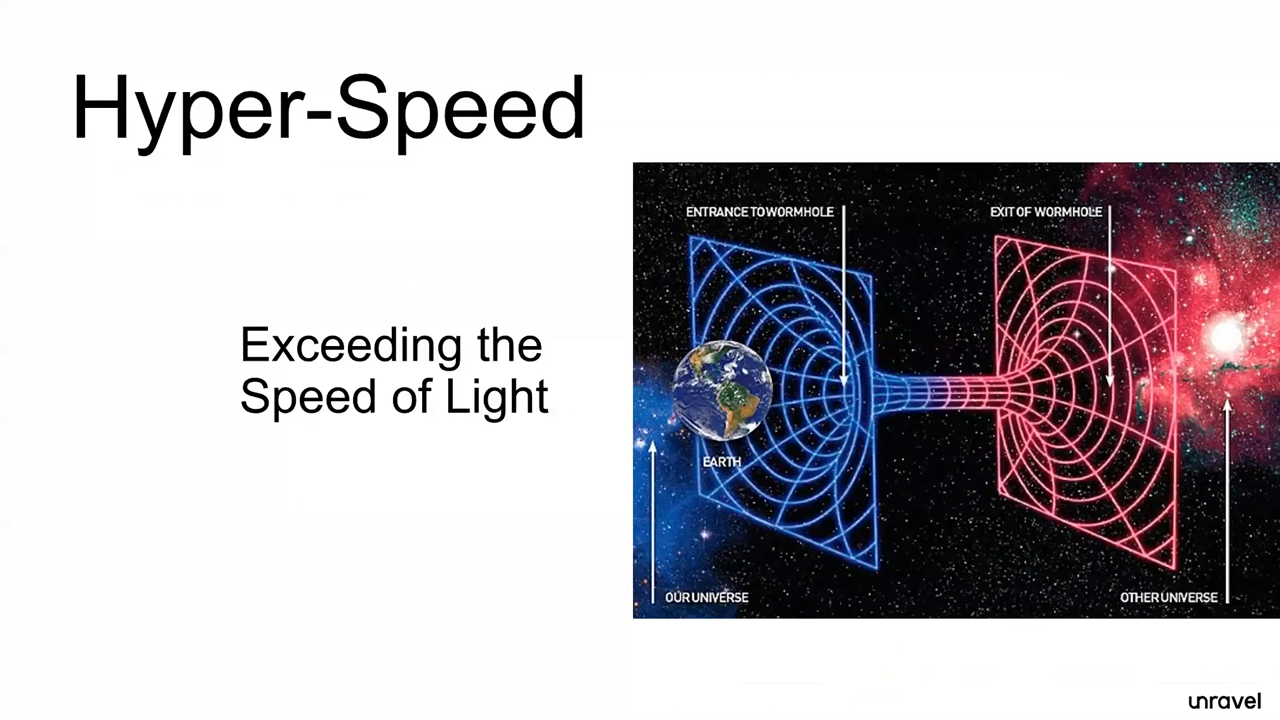 Hyper-Speed
Exceeding the
Speed of Light
ENTRANCE TO WORMHOLE
EXIT OF WORMHOLE
EARTH
OUR UNIVERSE
OTHER UNIVERSE
unravel